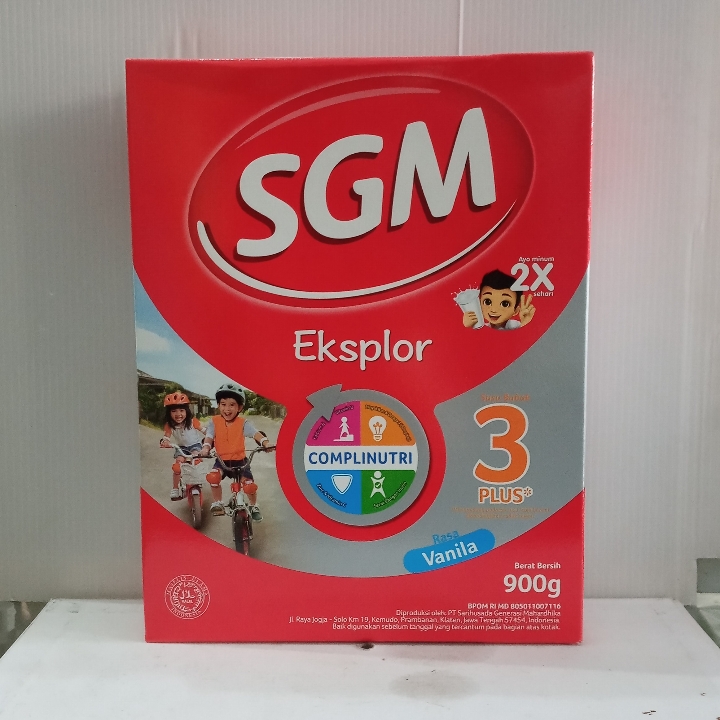 SGM
Ayo minum
2X
sehari
Eksplor
COMPLINUTRI
3
PLUS*
Rasa
Vanila
Berat Bersih
900g
BPOM RI MD 805011007116
Diproduksi oleh: PT Sarihusada Generasi Mahardhika
Jl. Raya Jogja - Solo Km 19, Kemudo, Prambanan, Klaten, Jawa Tengah 57454, Indonesia.
Baik digunakan sebelum tanggal yang tercantum pada bagian atas kotak.
HALAL
INDONESIA